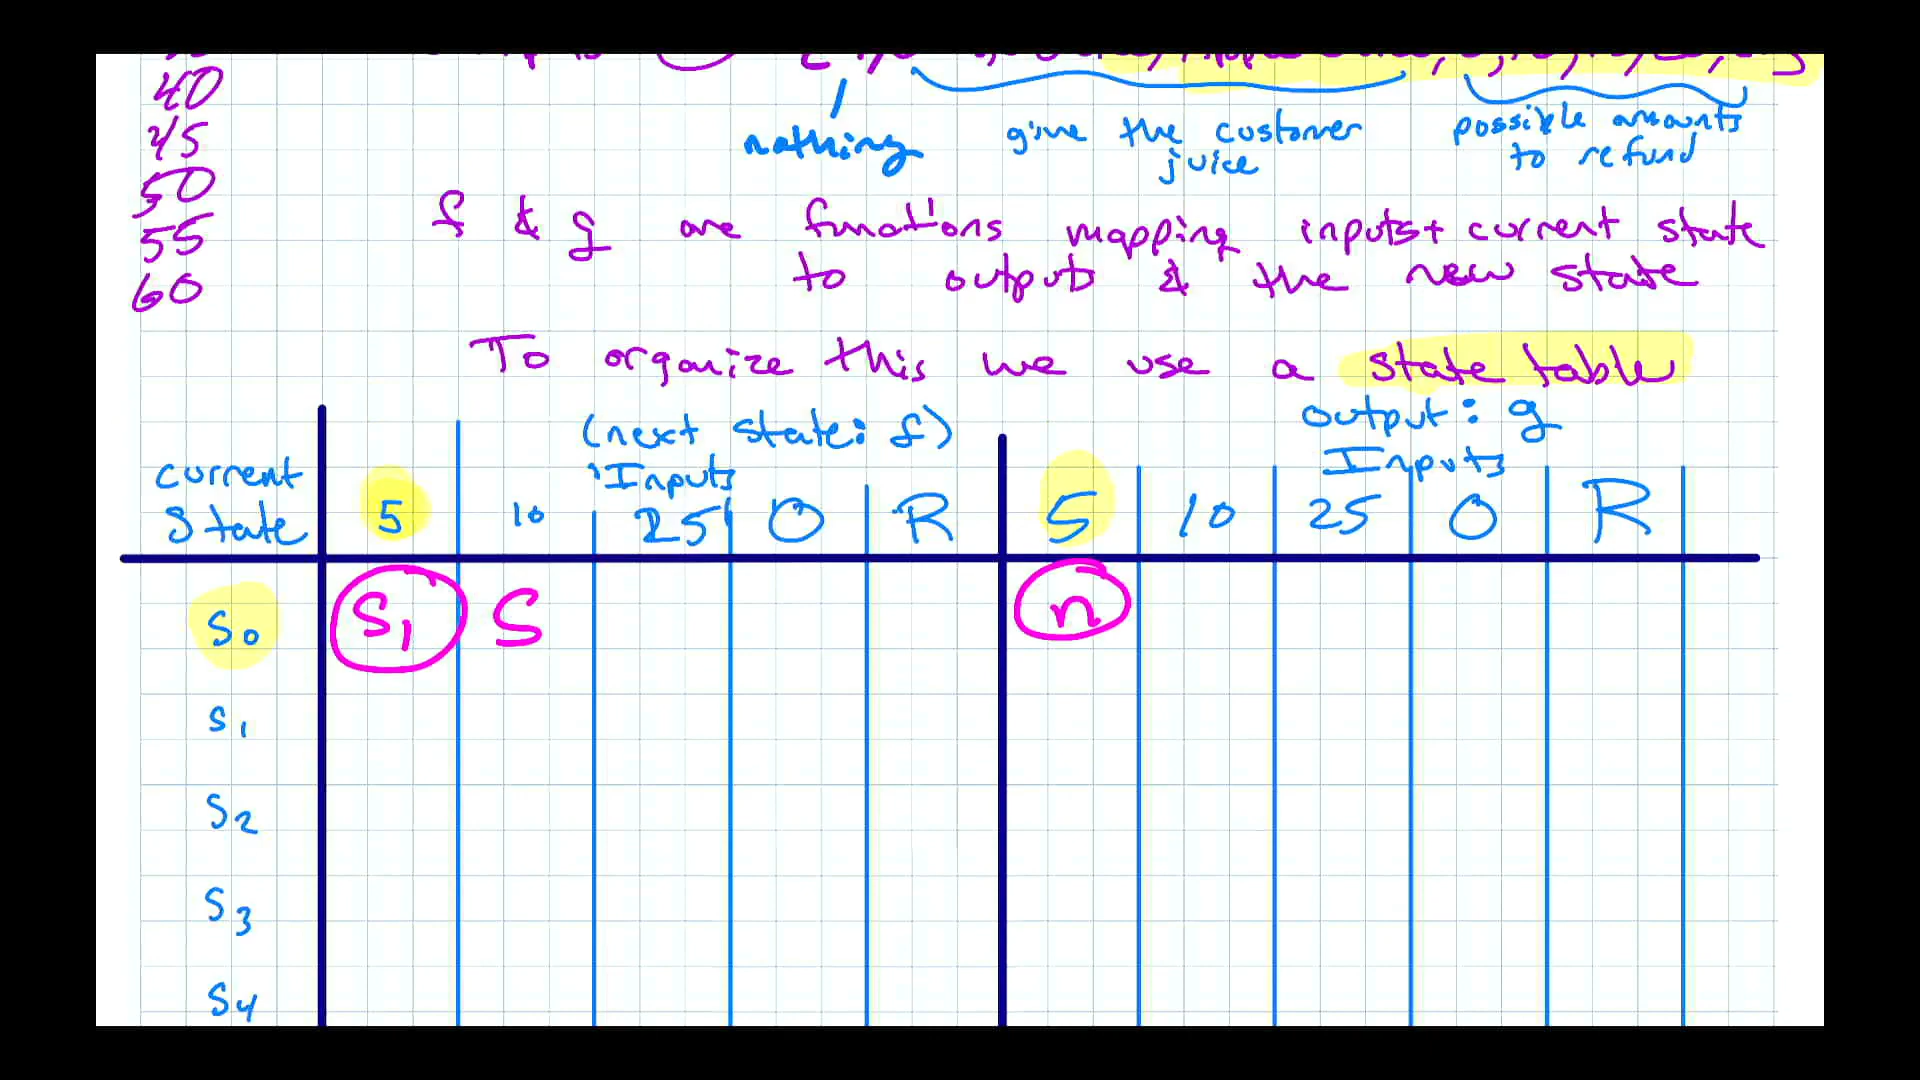 40
45
50
55
60
nothing
give the customer
juice
possible amounts
to refund
f & g are functions mapping inputs + current state
to outputs & the new state
To organize this we use a state table
(next state: f)
output: g
Current
State
Inputs
Inputs
5 10 25 O R 5 10 25 O R
S0 S1 S n
S1
S2
S3
S4